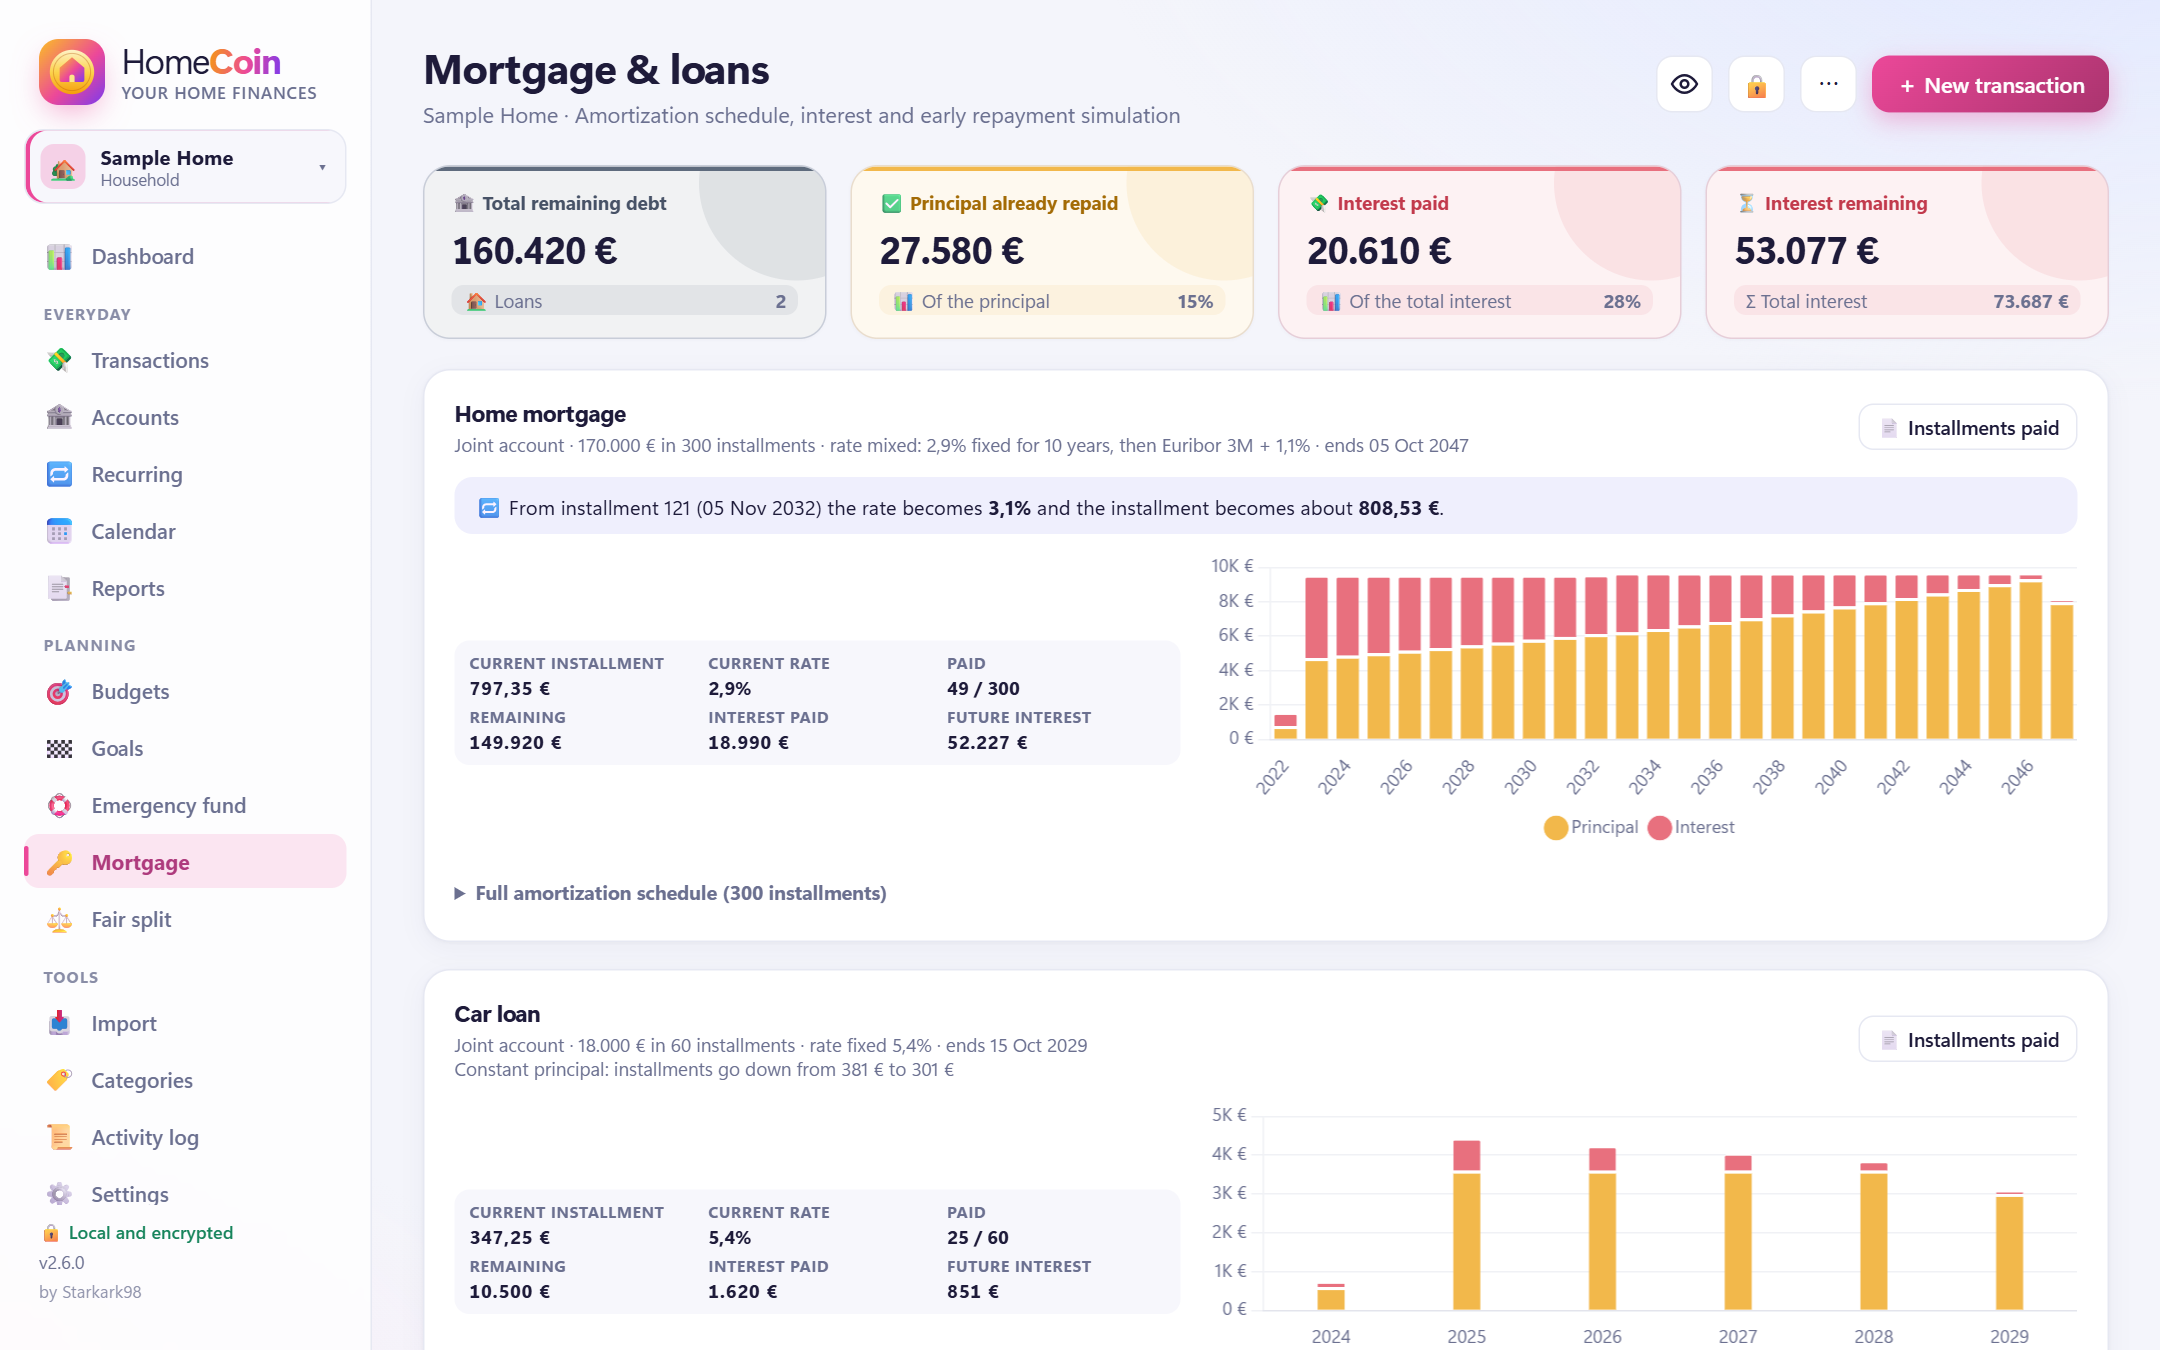 HomeCoin
YOUR HOME FINANCES
Sample Home
Household
Dashboard
EVERYDAY
Transactions
Accounts
Recurring
Calendar
Reports
PLANNING
Budgets
Goals
Emergency fund
Mortgage
Fair split
TOOLS
Import
Categories
Activity log
Settings
Local and encrypted
v2.6.0
by Starkark98
Mortgage & loans
Sample Home · Amortization schedule, interest and early repayment simulation
+ New transaction
Total remaining debt
160.420 €
Loans 2
Principal already repaid
27.580 €
Of the principal 15%
Interest paid
20.610 €
Of the total interest 28%
Interest remaining
53.077 €
Σ Total interest 73.687 €
Home mortgage
Joint account · 170.000 € in 300 installments · rate mixed: 2,9% fixed for 10 years, then Euribor 3M + 1,1% · ends 05 Oct 2047
Installments paid
From installment 121 (05 Nov 2032) the rate becomes 3,1% and the installment becomes about 808,53 €.
CURRENT INSTALLMENT CURRENT RATE PAID
797,35 € 2,9% 49 / 300
REMAINING INTEREST PAID FUTURE INTEREST
149.920 € 18.990 € 52.227 €
10K €
8K €
6K €
4K €
2K €
0 €
2022 2024 2026 2028 2030 2032 2034 2036 2038 2040 2042 2044 2046
Principal Interest
Full amortization schedule (300 installments)
Car loan
Joint account · 18.000 € in 60 installments · rate fixed 5,4% · ends 15 Oct 2029
Constant principal: installments go down from 381 € to 301 €
Installments paid
CURRENT INSTALLMENT CURRENT RATE PAID
347,25 € 5,4% 25 / 60
REMAINING INTEREST PAID FUTURE INTEREST
10.500 € 1.620 € 851 €
5K €
4K €
3K €
2K €
1K €
0 €
2024 2025 2026 2027 2028 2029